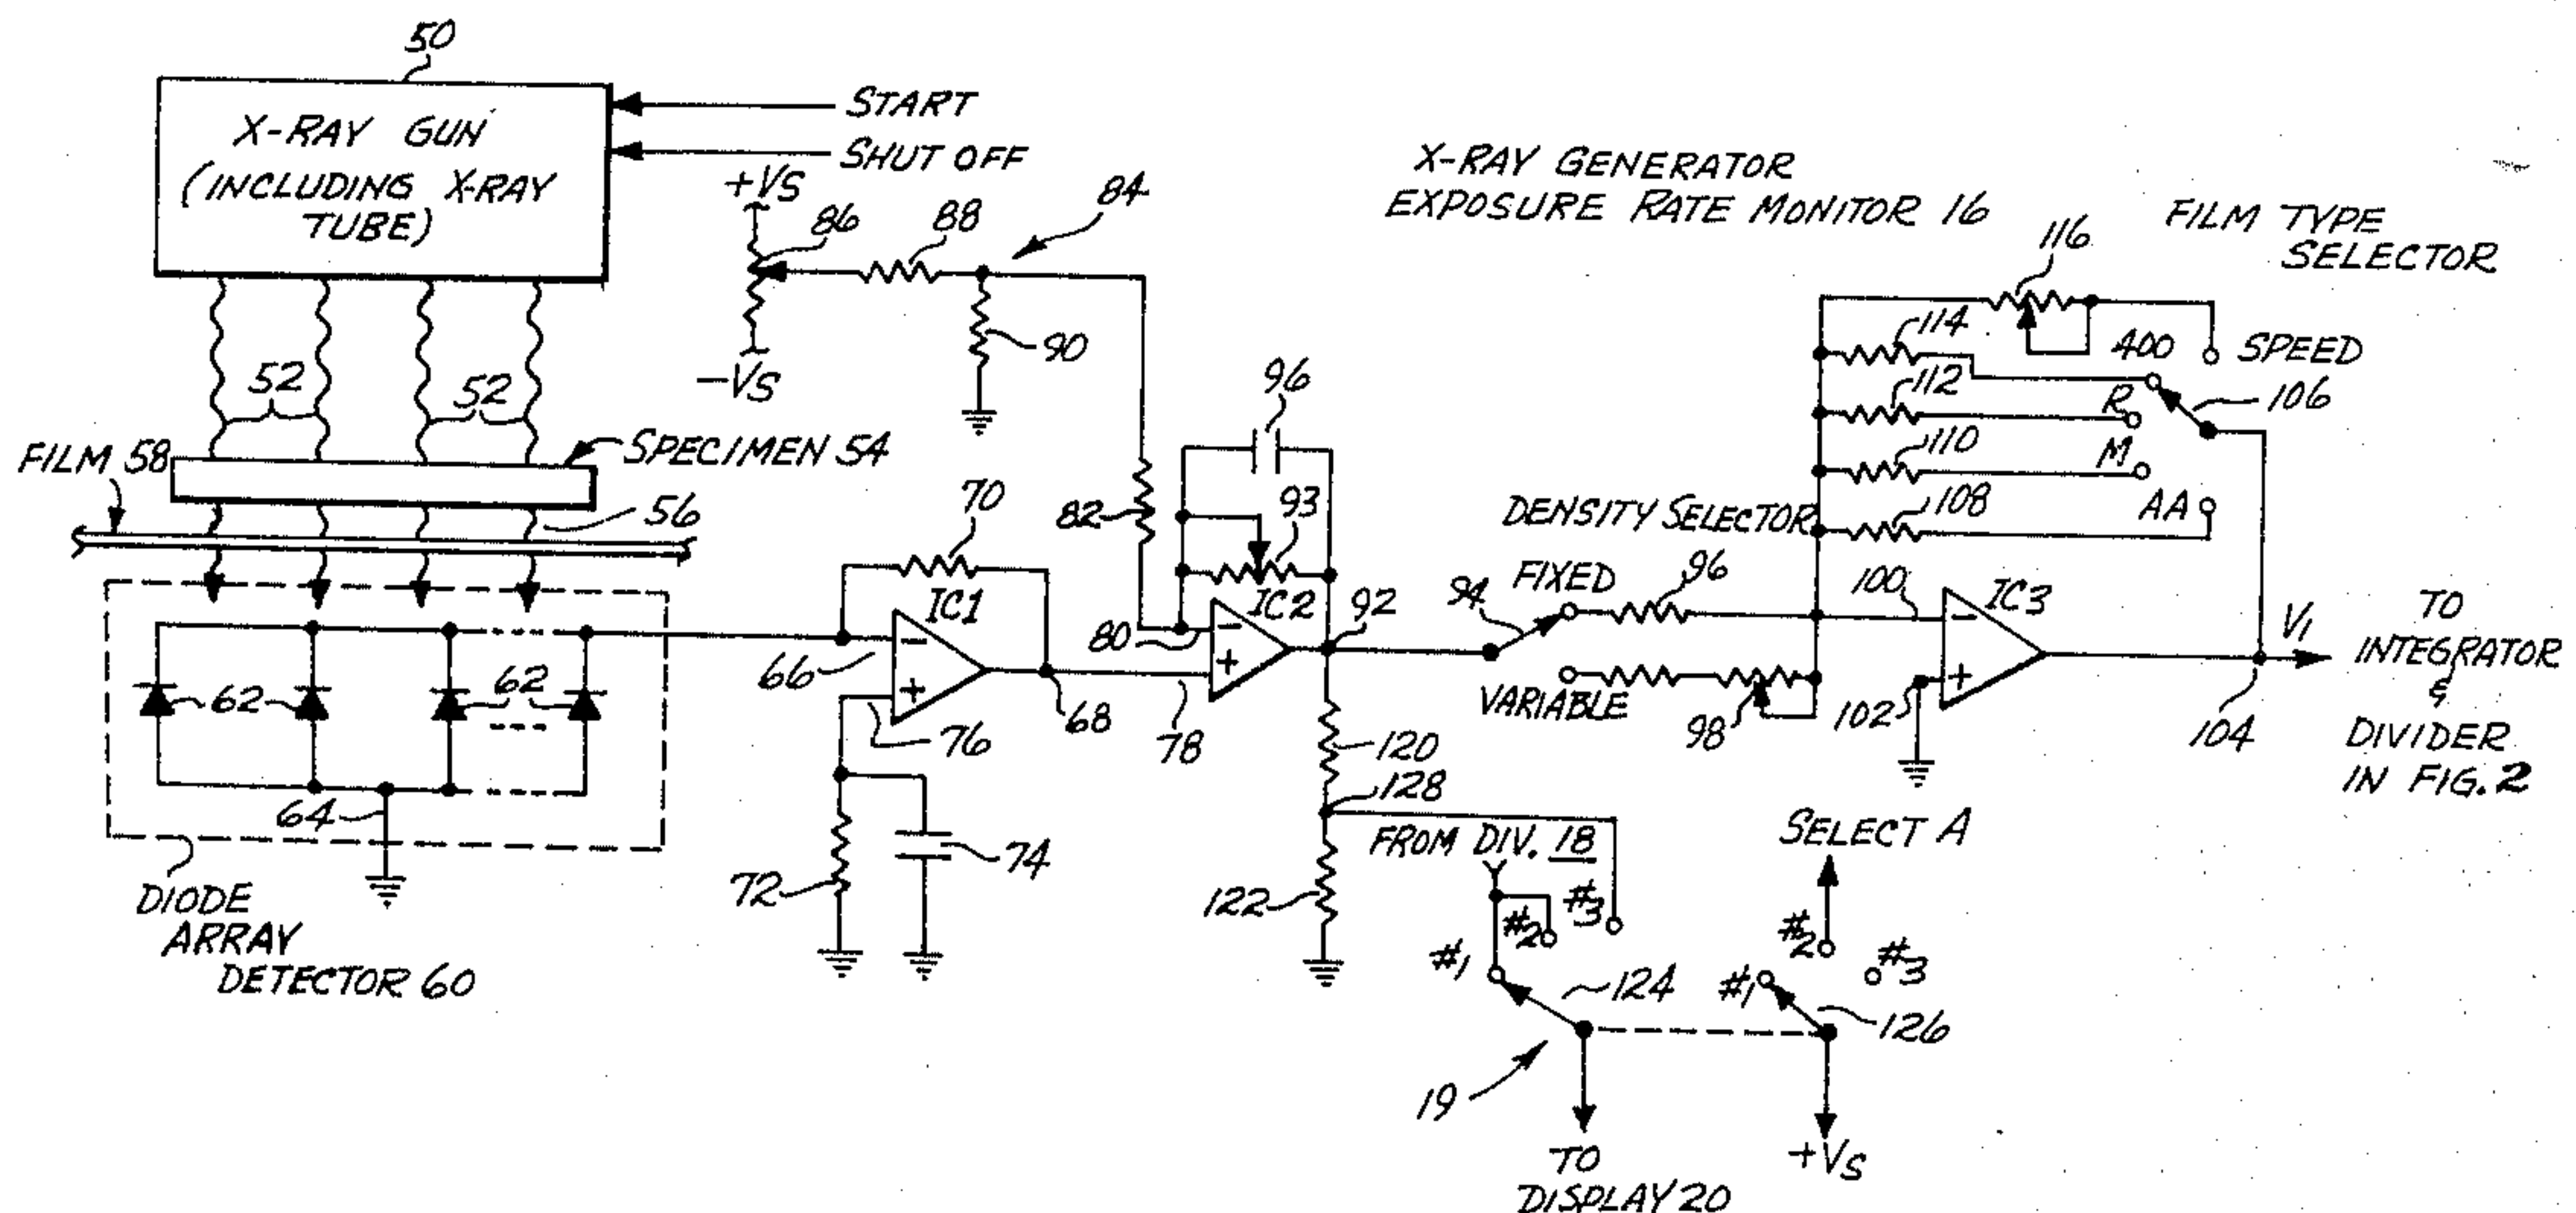 50
X-RAY GUN
(INCLUDING X-RAY
TUBE)
START
SHUT OFF
+VS
86
88
84
90
-VS
52
52
SPECIMEN 54
FILM 58
56
X-RAY GENERATOR
EXPOSURE RATE MONITOR 16
FILM TYPE
SELECTOR
116
114
400
SPEED
112
R
106
110
M
108
AA
96
82
93
70
DENSITY SELECTOR
IC1
IC2
92
94
FIXED
96
100
IC3
66
80
62
62
76
68
78
VARIABLE
98
102
V1
104
TO
INTEGRATOR
&
DIVIDER
IN FIG. 2
64
72
74
120
128
122
FROM DIV. 18
SELECT A
#1
#2
#3
#1
#2
#3
124
126
19
DIODE
ARRAY
DETECTOR 60
TO
DISPLAY 20
+VS